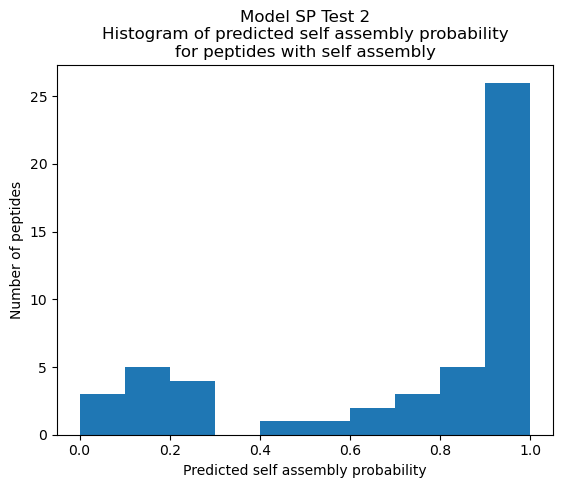 Model SP Test 2
Histogram of predicted self assembly probability
for peptides with self assembly
Number of peptides
25
20
15
10
5
0
0.0 0.2 0.4 0.6 0.8 1.0
Predicted self assembly probability